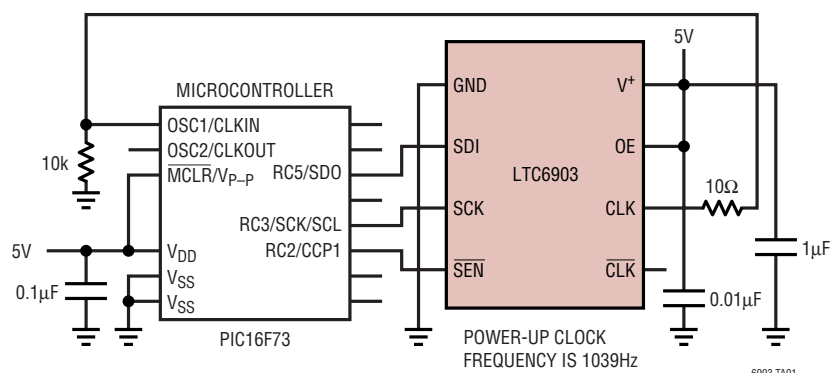 5V
MICROCONTROLLER
OSC1/CLKIN
OSC2/CLKOUT
MCLR/VP–P
RC5/SDO
RC3/SCK/SCL
RC2/CCP1
VDD
VSS
VSS
10k
5V
0.1µF
PIC16F73
GND
SDI
SCK
SEN
LTC6903
V+
OE
CLK
CLK
10Ω
1µF
0.01µF
POWER-UP CLOCK
FREQUENCY IS 1039Hz
6903 TA01